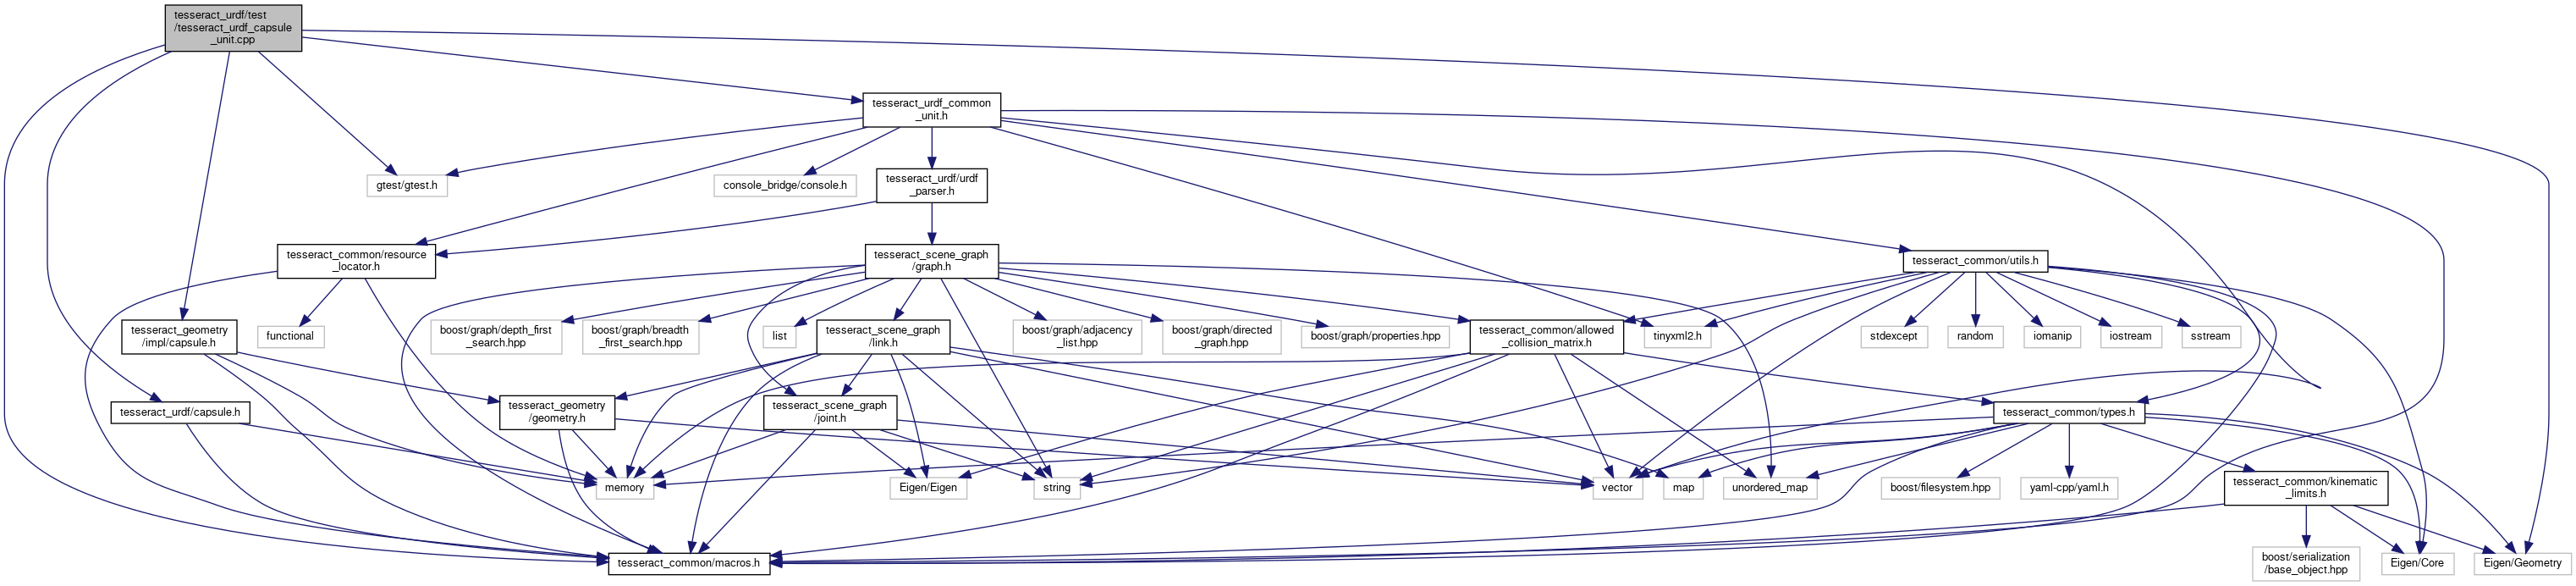 tesseract_urdf/test
/tesseract_urdf_capsule
_unit.cpp
tesseract_urdf_common
_unit.h
gtest/gtest.h
console_bridge/console.h
tesseract_urdf/urdf
_parser.h
tesseract_common/resource
_locator.h
tesseract_scene_graph
/graph.h
tesseract_common/utils.h
tesseract_geometry
/impl/capsule.h
functional
boost/graph/depth_first
_search.hpp
boost/graph/breadth
_first_search.hpp
list
tesseract_scene_graph
/link.h
boost/graph/adjacency
_list.hpp
boost/graph/directed
_graph.hpp
boost/graph/properties.hpp
tesseract_common/allowed
_collision_matrix.h
tinyxml2.h
stdexcept
random
iomanip
iostream
sstream
tesseract_urdf/capsule.h
tesseract_geometry
/geometry.h
tesseract_scene_graph
/joint.h
tesseract_common/types.h
memory
Eigen/Eigen
string
vector
map
unordered_map
boost/filesystem.hpp
yaml-cpp/yaml.h
tesseract_common/kinematic
_limits.h
tesseract_common/macros.h
boost/serialization
/base_object.hpp
Eigen/Core
Eigen/Geometry